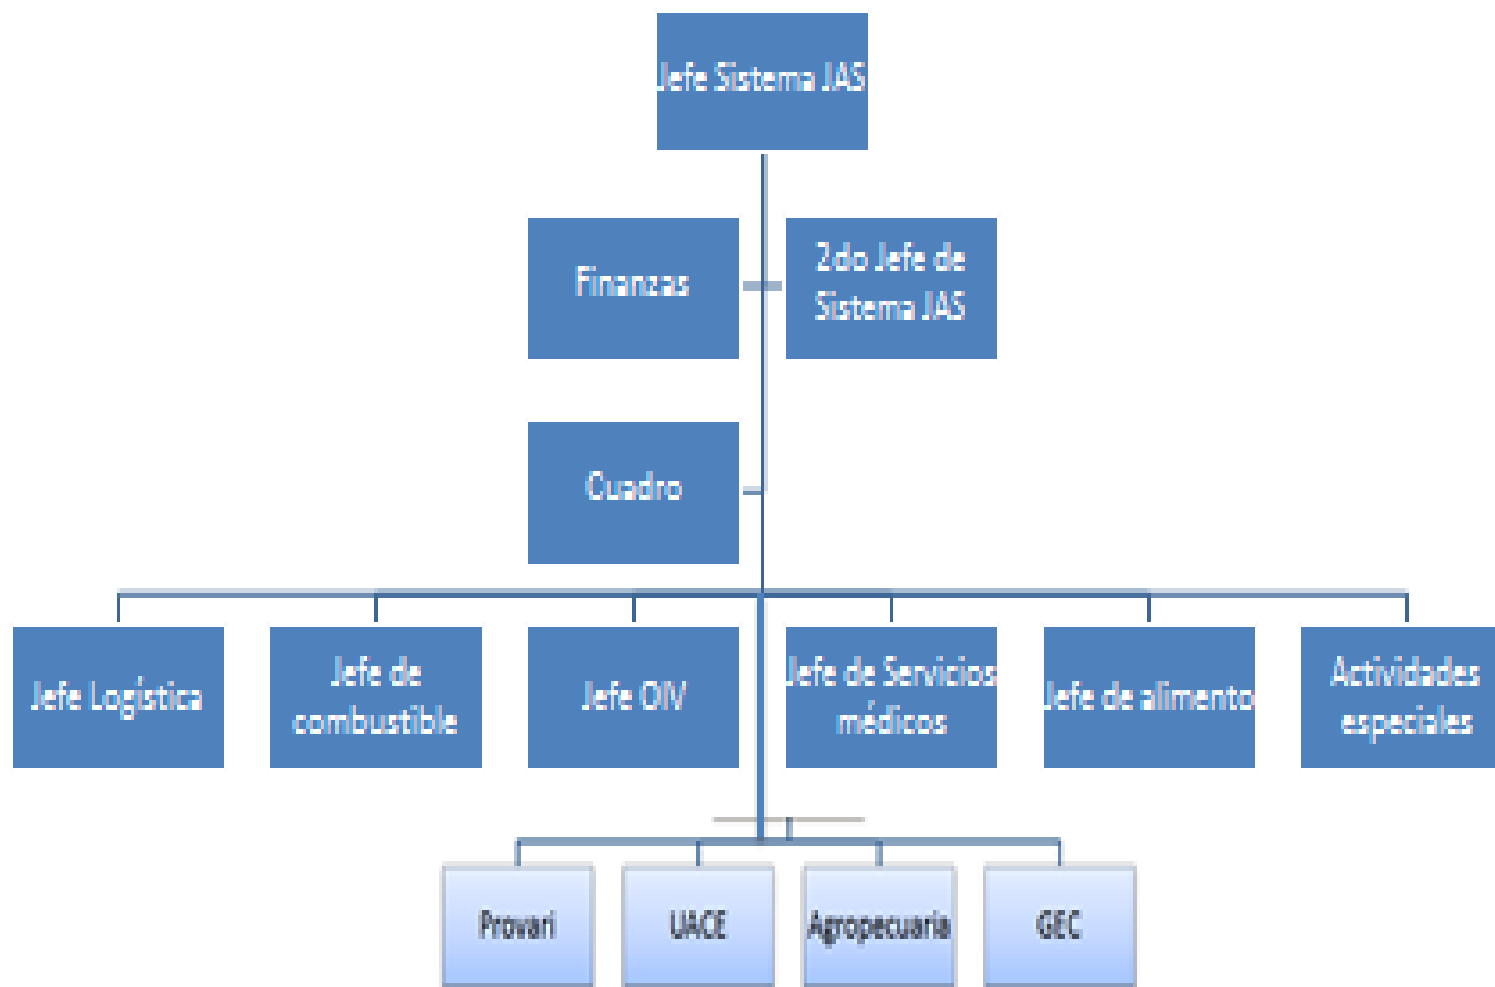 Jefe Sistema JAS
Finanzas
2do Jefe de
Sistema JAS
Cuadro
Jefe Logística
Jefe de
combustible
Jefe OIV
Jefe de Servicios
médicos
Jefe de alimento
Actividades
especiales
Provari
UACE
Agropecuaria
GEC